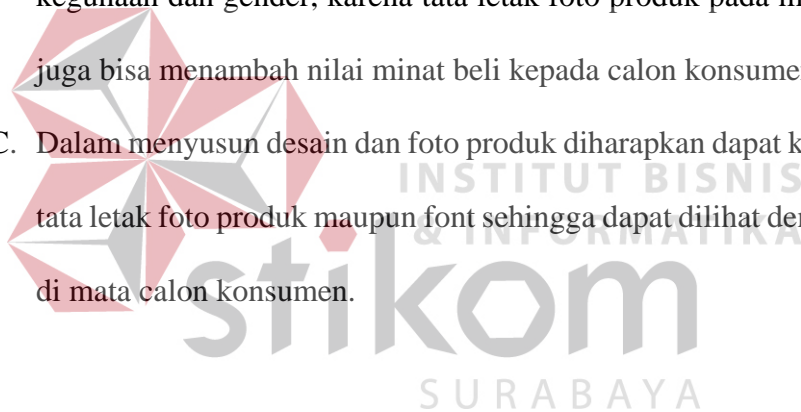 kegunaan dan gender, karena tata letak foto produk pada
juga bisa menambah nilai minat beli kepada calon
C. Dalam menyusun desain dan foto produk diharapkan dapat
tata letak foto produk maupun font sehingga dapat dilihat
di mata calon konsumen.
INSTITUT BISNIS
& INFORMATIKA
stikom
SURABAYA